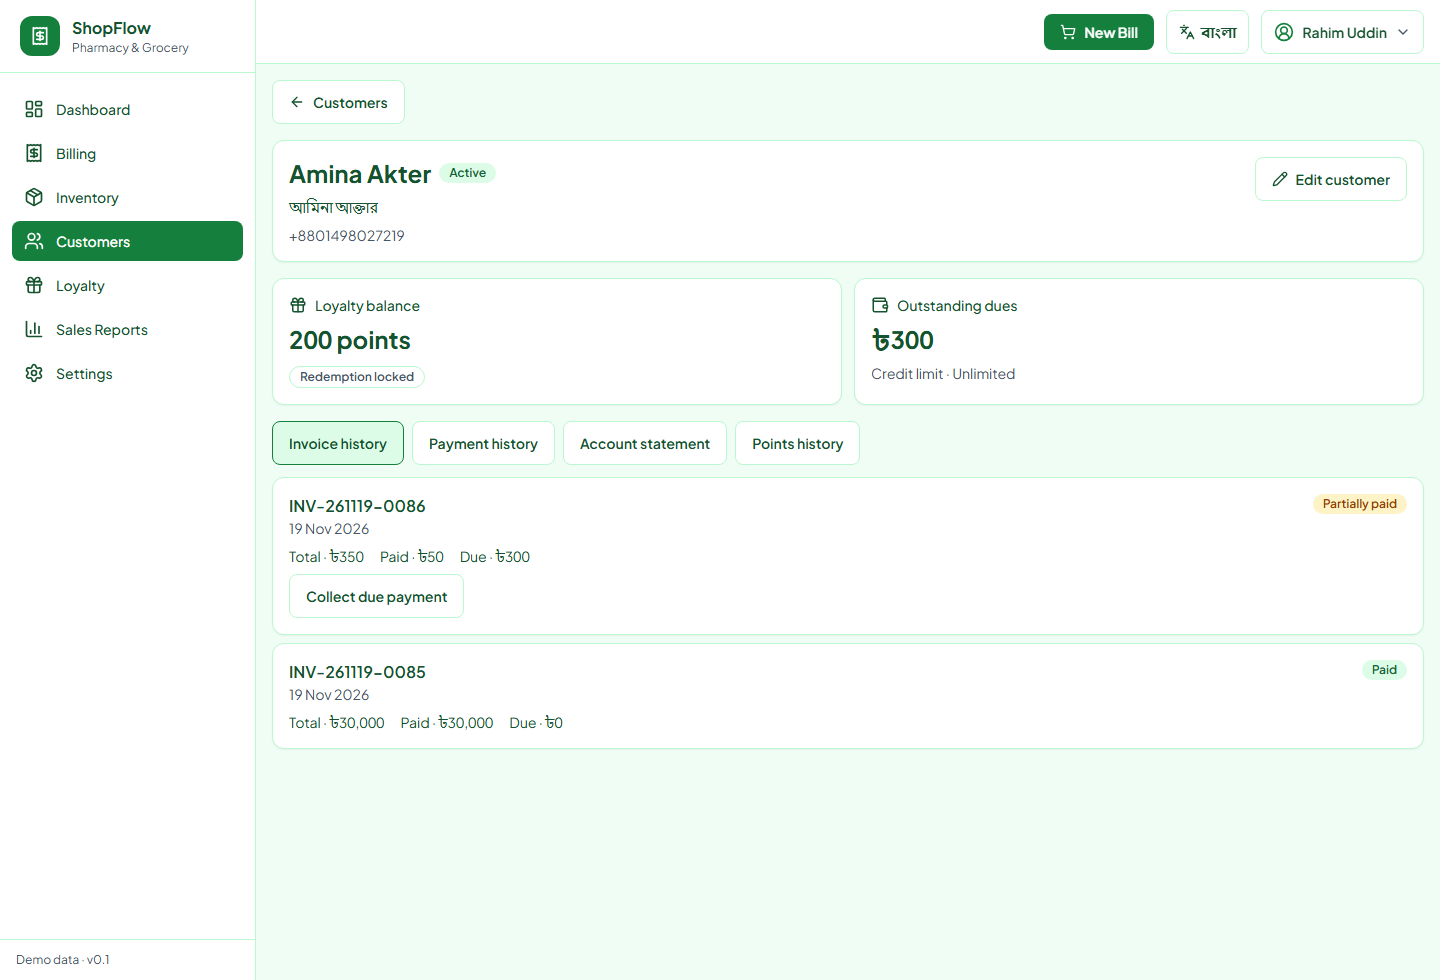 ShopFlow
Pharmacy & Grocery
New Bill
বাংলা
Rahim Uddin
Dashboard
Billing
Inventory
Customers
Loyalty
Sales Reports
Settings
Customers
Amina Akter
Active
আমিনা আক্তার
+8801498027219
Edit customer
Loyalty balance
200 points
Redemption locked
Outstanding dues
৳300
Credit limit · Unlimited
Invoice history
Payment history
Account statement
Points history
INV-261119-0086
Partially paid
19 Nov 2026
Total · ৳350 Paid · ৳50 Due · ৳300
Collect due payment
INV-261119-0085
Paid
19 Nov 2026
Total · ৳30,000 Paid · ৳30,000 Due · ৳0
Demo data · v0.1